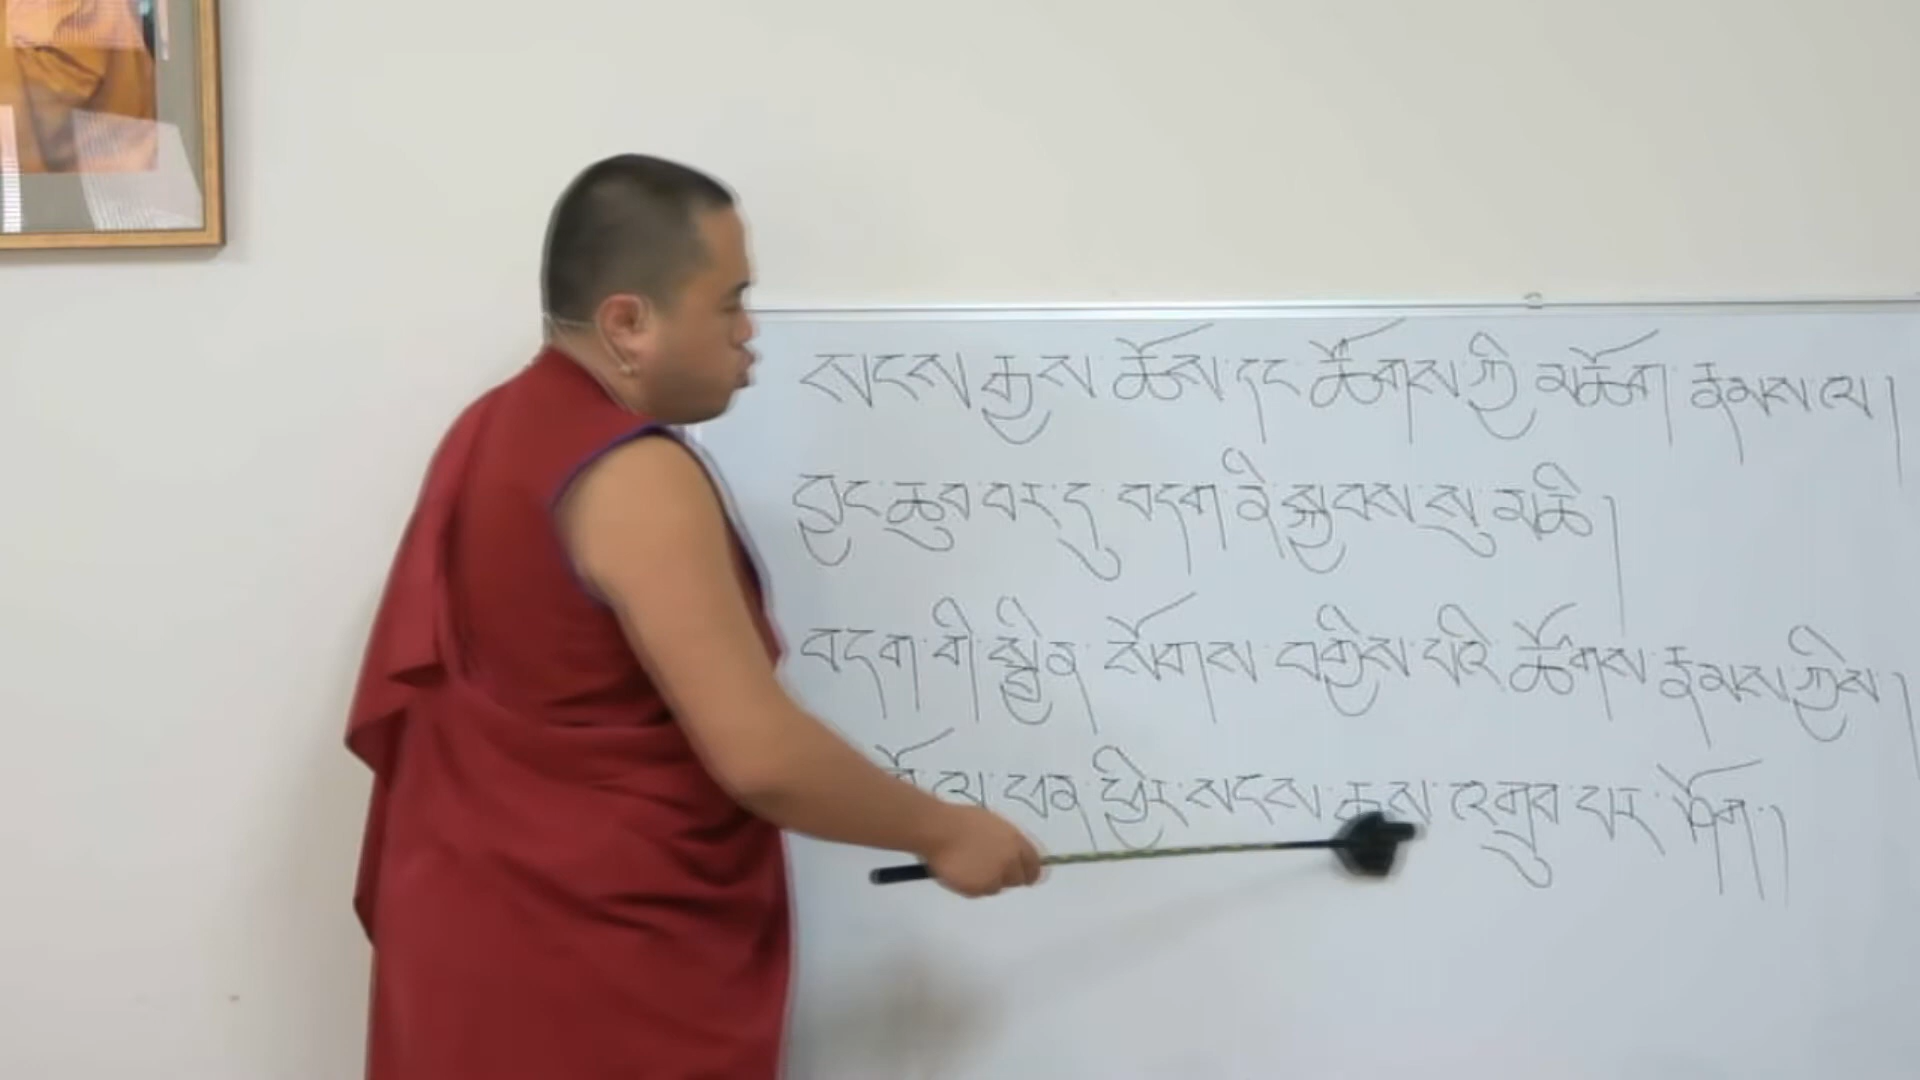 སངས་རྒྱས་ཆོས་དང་ཚོགས་ཀྱི་མཆོག་རྣམས་ལ།
བྱང་ཆུབ་བར་དུ་བདག་ནི་སྐྱབས་སུ་མཆི།
བདག་གི་སྦྱིན་སོགས་བགྱིས་པའི་ཚོགས་རྣམས་ཀྱིས།
ལ་ཕན་ཕྱིར་སངས་རྒྱས་འགྲུབ་པར་ཤོག།